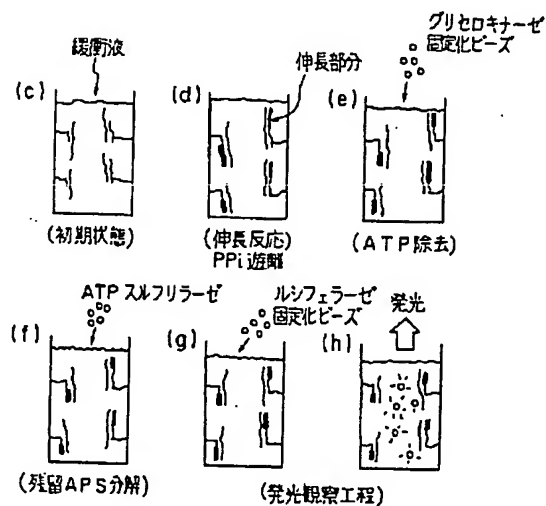 緩衝液
(c)
(初期状態)
伸長部分
(d)
(伸長反応)
PPi遊離
グリセロキナーゼ
固定化ビーズ
(e)
(ATP除去)
ATPスルフリラーゼ
(f)
(残留APS分解)
ルシフェラーゼ
固定化ビーズ
(g)
発光
(h)
(発光観察工程)